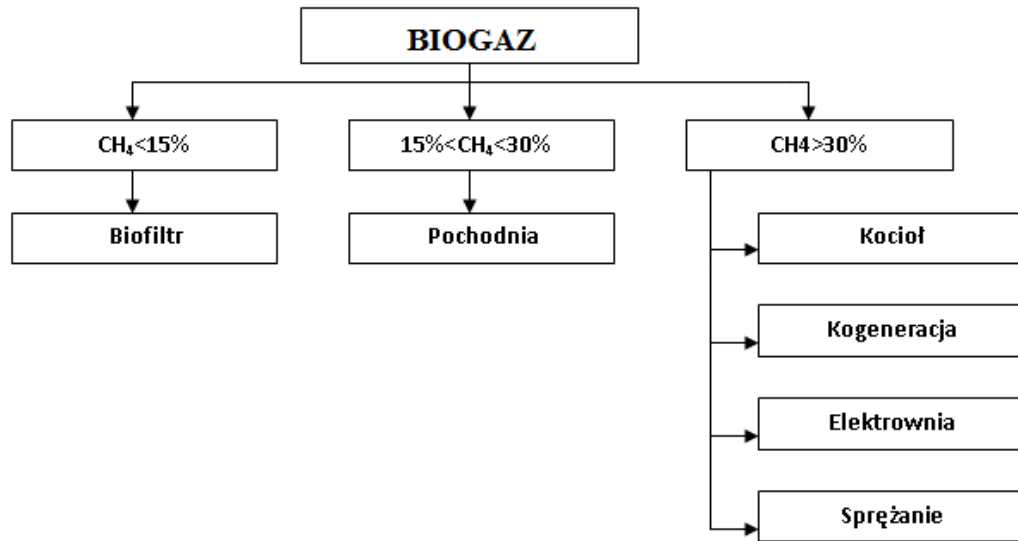 BIOGAZ
CH₄<15%
15%<CH₄<30%
CH4>30%
Biofiltr
Pochodnia
Kocioł
Kogeneracja
Elektrownia
Sprężanie